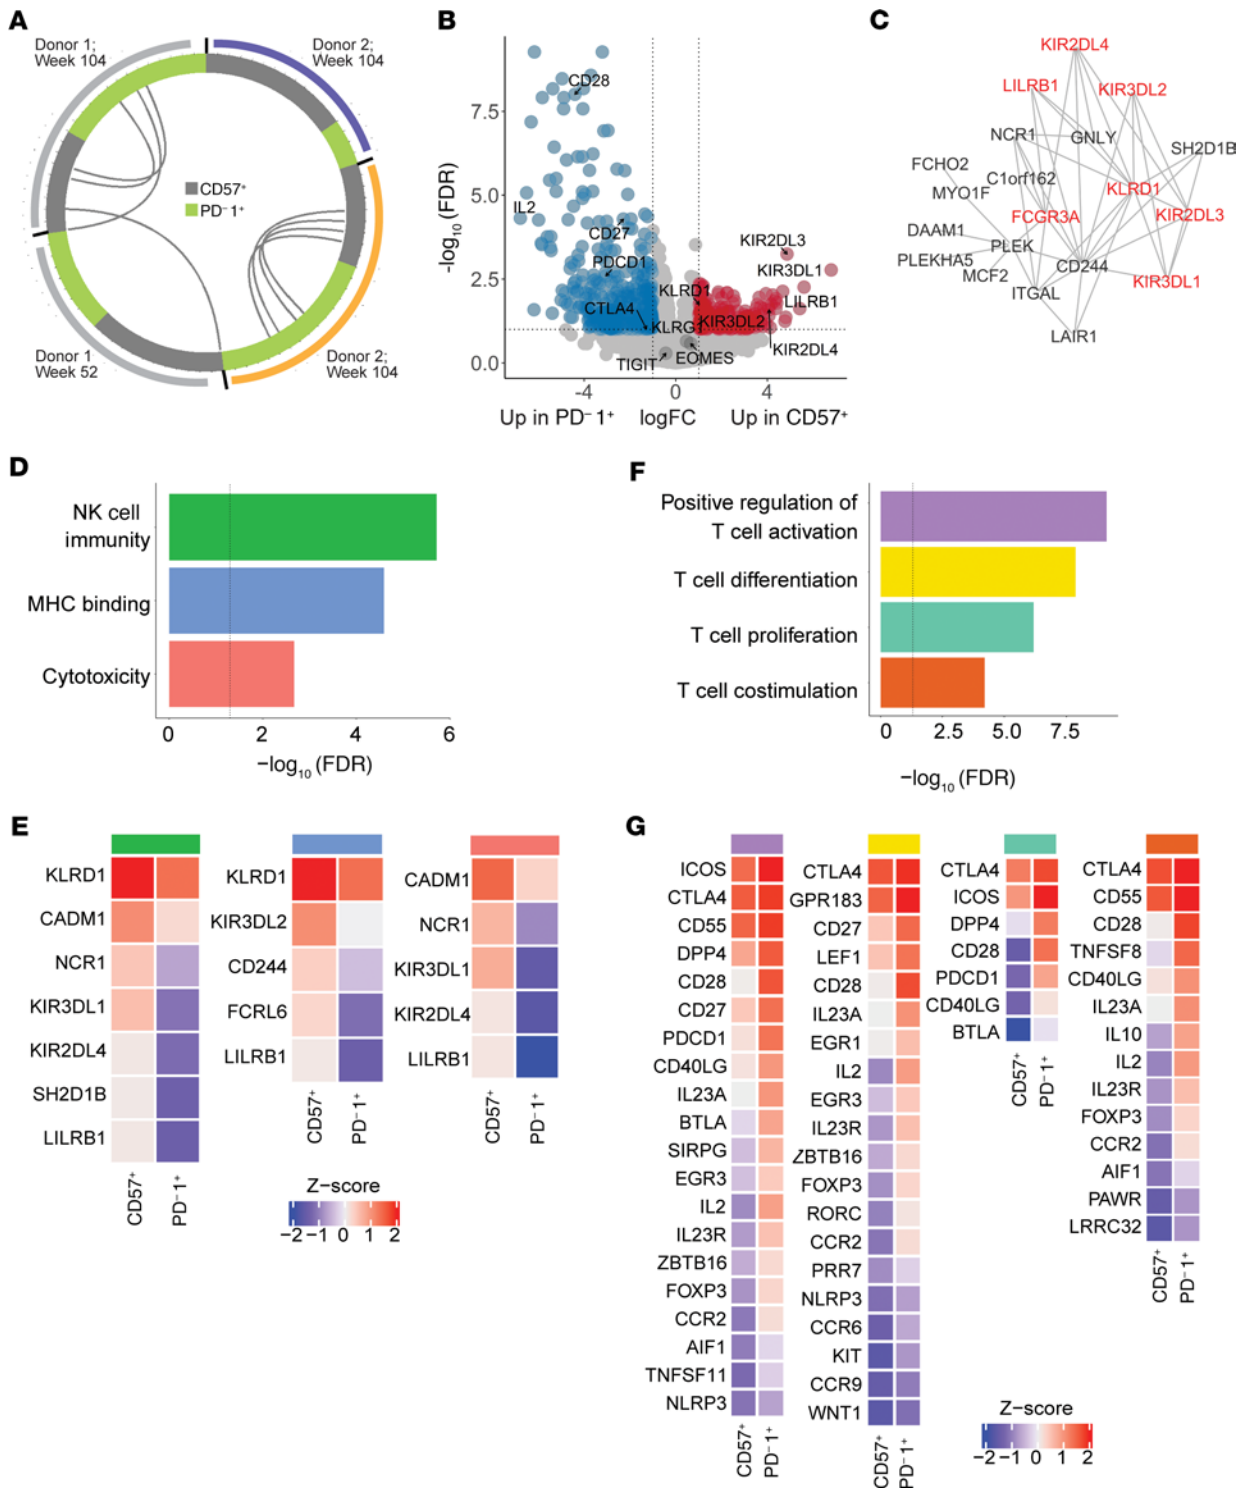 A
Donor 1;
Week 104
Donor 2;
Week 104
CD57+
PD−1+
Donor 1
Week 52
Donor 2;
Week 104
B
−log10 (FDR)
7.5
5.0
2.5
0.0
CD28
IL2
CD27
PDCD1
CTLA4
KIR2DL3
KIR3DL1
KLRD1
LILRB1
KLRG1
KIR3DL2
KIR2DL4
TIGIT
EOMES
−4
0
4
Up in PD−1+
logFC
Up in CD57+
C
KIR2DL4
LILRB1
KIR3DL2
NCR1
GNLY
SH2D1B
FCHO2
C1orf162
MYO1F
KLRD1
FCGR3A
KIR2DL3
DAAM1
PLEK
PLEKHA5
CD244
MCF2
KIR3DL1
ITGAL
LAIR1
D
NK cell
immunity
MHC binding
Cytotoxicity
0
2
4
6
−log10 (FDR)
F
Positive regulation of
T cell activation
T cell differentiation
T cell proliferation
T cell costimulation
0
2.5
5.0
7.5
−log10 (FDR)
E
KLRD1
CADM1
NCR1
KIR3DL1
KIR2DL4
SH2D1B
LILRB1
CD57+
PD−1+
KLRD1
KIR3DL2
CD244
FCRL6
LILRB1
CD57+
PD−1+
CADM1
NCR1
KIR3DL1
KIR2DL4
LILRB1
CD57+
PD−1+
Z−score
−2 −1 0 1 2
G
ICOS
CTLA4
CD55
DPP4
CD28
CD27
PDCD1
CD40LG
IL23A
BTLA
SIRPG
EGR3
IL2
IL23R
ZBTB16
FOXP3
CCR2
AIF1
TNFSF11
NLRP3
CD57+
PD−1+
CTLA4
GPR183
CD27
LEF1
CD28
IL23A
EGR1
IL2
EGR3
IL23R
ZBTB16
FOXP3
RORC
CCR2
PRR7
NLRP3
CCR6
KIT
CCR9
WNT1
CD57+
PD−1+
CTLA4
ICOS
DPP4
CD28
PDCD1
CD40LG
BTLA
CD57+
PD−1+
CTLA4
CD55
CD28
TNFSF8
CD40LG
IL23A
IL10
IL2
IL23R
FOXP3
CCR2
AIF1
PAWR
LRRC32
CD57+
PD−1+
Z−score
−2 −1 0 1 2